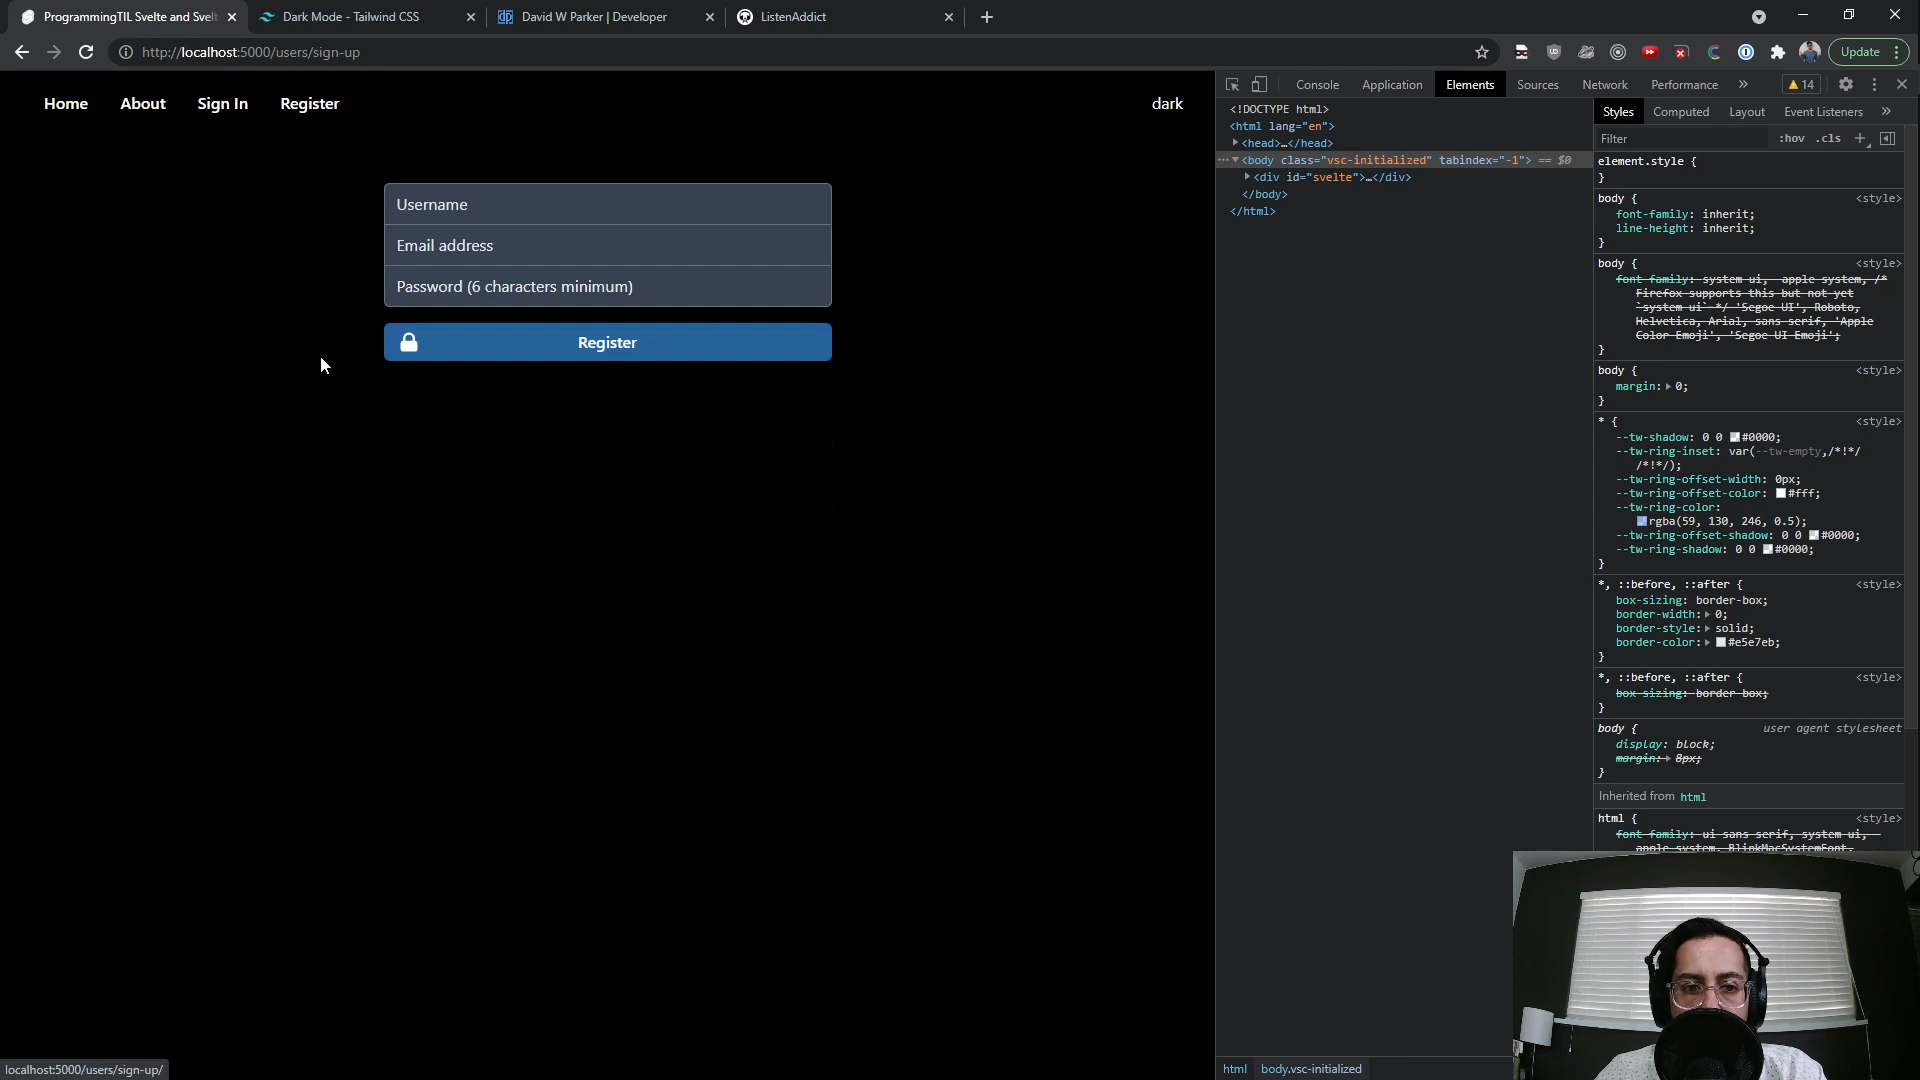 ProgrammingTIL Svelte and Svelt
Dark Mode - Tailwind CSS
David W Parker | Developer
ListenAddict
http://localhost:5000/users/sign-up
Update
Home
About
Sign In
Register
dark
Username
Email address
Password (6 characters minimum)
Register
localhost:5000/users/sign-up/
Console
Application
Elements
Sources
Network
Performance
»
14
<!DOCTYPE html>
<html lang="en">
<head>…</head>
<body class="vsc-initialized" tabindex="-1"> == $0
<div id="svelte">…</div>
</body>
</html>
Styles
Computed
Layout
Event Listeners
»
Filter
:hov
.cls
element.style {
}
body {
<style>
font-family: inherit;
line-height: inherit;
}
body {
<style>
font-family: system-ui, -apple-system, /*
Firefox supports this but not yet
`system-ui` */ 'Segoe UI', Roboto,
Helvetica, Arial, sans-serif, 'Apple
Color Emoji', 'Segoe UI Emoji';
}
body {
<style>
margin: 0;
}
* {
<style>
--tw-shadow: 0 0 #0000;
--tw-ring-inset: var(--tw-empty,/*!*/
/*!*/);
--tw-ring-offset-width: 0px;
--tw-ring-offset-color: #fff;
--tw-ring-color:
rgba(59, 130, 246, 0.5);
--tw-ring-offset-shadow: 0 0 #0000;
--tw-ring-shadow: 0 0 #0000;
}
*, ::before, ::after {
<style>
box-sizing: border-box;
border-width: 0;
border-style: solid;
border-color: #e5e7eb;
}
*, ::before, ::after {
<style>
box-sizing: border-box;
}
body {
user agent stylesheet
display: block;
margin: 8px;
}
Inherited from html
html {
<style>
font-family: ui-sans-serif, system-ui, -
apple-system, BlinkMacSystemFont,
html
body.vsc-initialized